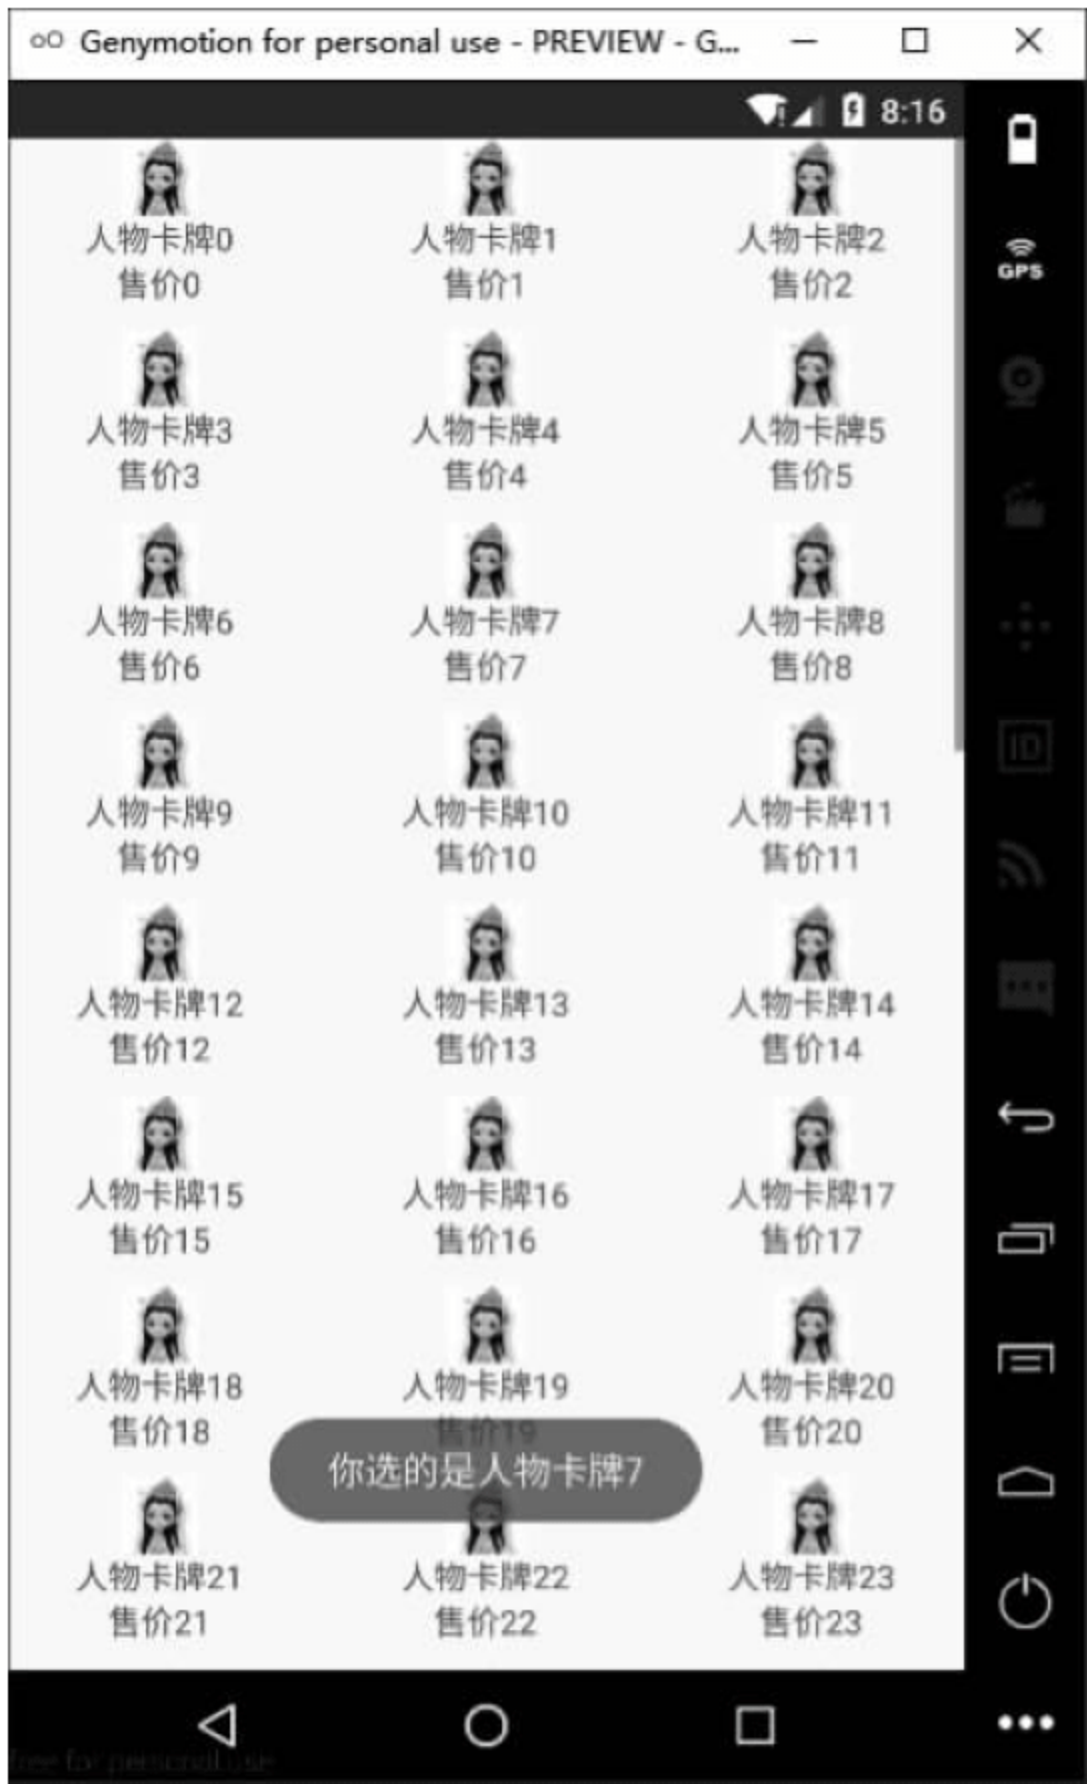 Genymotion for personal use - PREVIEW - G...
8:16
GPS
人物卡牌0 人物卡牌1 人物卡牌2
售价0 售价1 售价2
人物卡牌3 人物卡牌4 人物卡牌5
售价3 售价4 售价5
人物卡牌6 人物卡牌7 人物卡牌8
售价6 售价7 售价8
人物卡牌9 人物卡牌10 人物卡牌11
售价9 售价10 售价11
ID
人物卡牌12 人物卡牌13 人物卡牌14
售价12 售价13 售价14
人物卡牌15 人物卡牌16 人物卡牌17
售价15 售价16 售价17
人物卡牌18 人物卡牌19 人物卡牌20
售价18 售价19 售价20
你选的是人物卡牌7
人物卡牌21 人物卡牌22 人物卡牌23
售价21 售价22 售价23
free for personal use